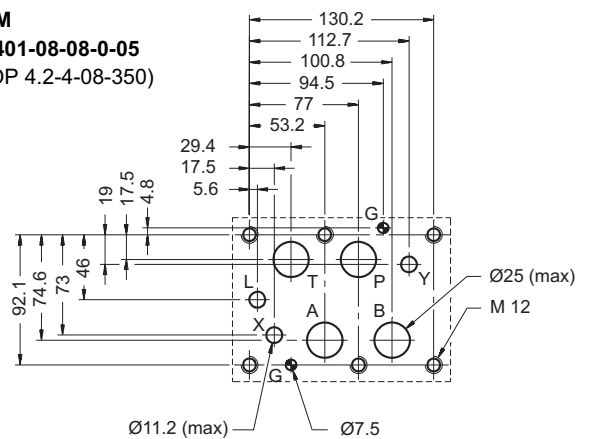 M
401-08-08-0-05
OP 4.2-4-08-350)
130.2
112.7
100.8
94.5
77
53.2
29.4
17.5
5.6
19
17.5
4.8
G
92.1
74.6
73
46
L
T
P
Y
Ø25 (max)
X
A
B
M 12
G
Ø11.2 (max)
Ø7.5